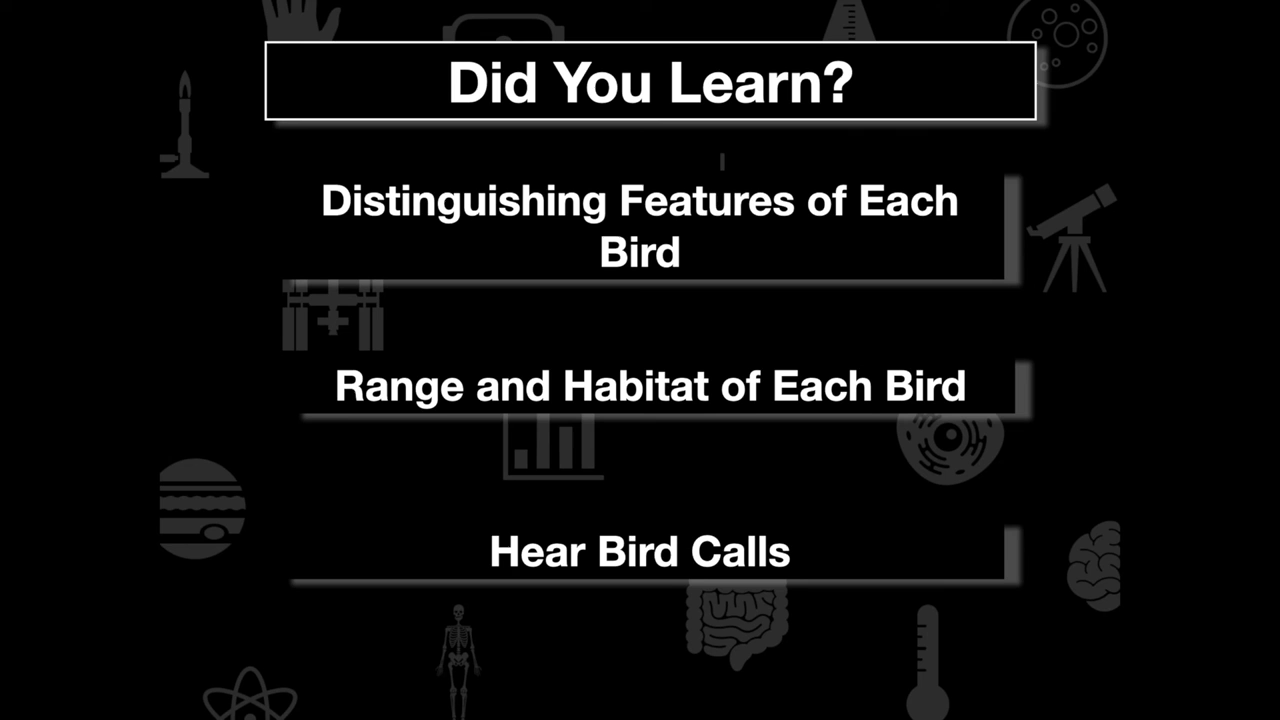 Did You Learn?
Distinguishing Features of Each
Bird
Range and Habitat of Each Bird
Hear Bird Calls